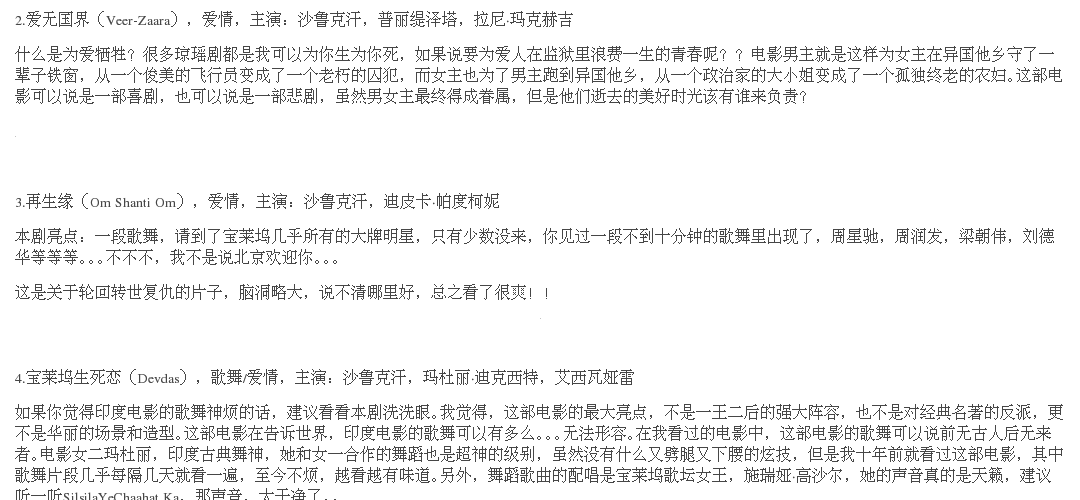 2.爱无国界（Veer-Zaara），爱情，主演：沙鲁克汗，普丽缇泽塔，拉尼·玛克赫吉
什么是为爱牺牲？很多琼瑶剧都是我可以为你生为你死，如果说要为爱人在监狱里浪费一生的青春呢？？电影男主就是这样为女主在异国他乡守了一
辈子铁窗，从一个俊美的飞行员变成了一个老朽的囚犯，而女主也为了男主跑到异国他乡，从一个政治家的大小姐变成了一个孤独终老的农妇。这部电
影可以说是一部喜剧，也可以说是一部悲剧，虽然男女主最终得成眷属，但是他们逝去的美好时光该有谁来负责？
3.再生缘（Om Shanti Om），爱情，主演：沙鲁克汗，迪皮卡·帕度柯妮
本剧亮点：一段歌舞，请到了宝莱坞几乎所有的大牌明星，只有少数没来，你见过一段不到十分钟的歌舞里出现了，周星驰，周润发，梁朝伟，刘德
华等等等。。。不不不，我不是说北京欢迎你。。。
这是关于轮回转世复仇的片子，脑洞略大，说不清哪里好，总之看了很爽！！
4.宝莱坞生死恋（Devdas），歌舞/爱情，主演：沙鲁克汗，玛杜丽·迪克西特，艾西瓦娅雷
如果你觉得印度电影的歌舞神烦的话，建议看看本剧洗洗眼。我觉得，这部电影的最大亮点，不是一王二后的强大阵容，也不是对经典名著的反派，更
不是华丽的场景和造型。这部电影在告诉世界，印度电影的歌舞可以有多么。。。无法形容。在我看过的电影中，这部电影的歌舞可以说前无古人后无来
者。电影女二玛杜丽，印度古典舞神，她和女一合作的舞蹈也是超神的级别，虽然没有什么又劈腿又下腰的炫技，但是我十年前就看过这部电影，其中
歌舞片段几乎每隔几天就看一遍，至今不烦，越看越有味道。另外，舞蹈歌曲的配唱是宝莱坞歌坛女王，施瑞娅·高沙尔，她的声音真的是天籁，建议
听一听SilsilaYeChaahat Ka，那声音，太干净了。。